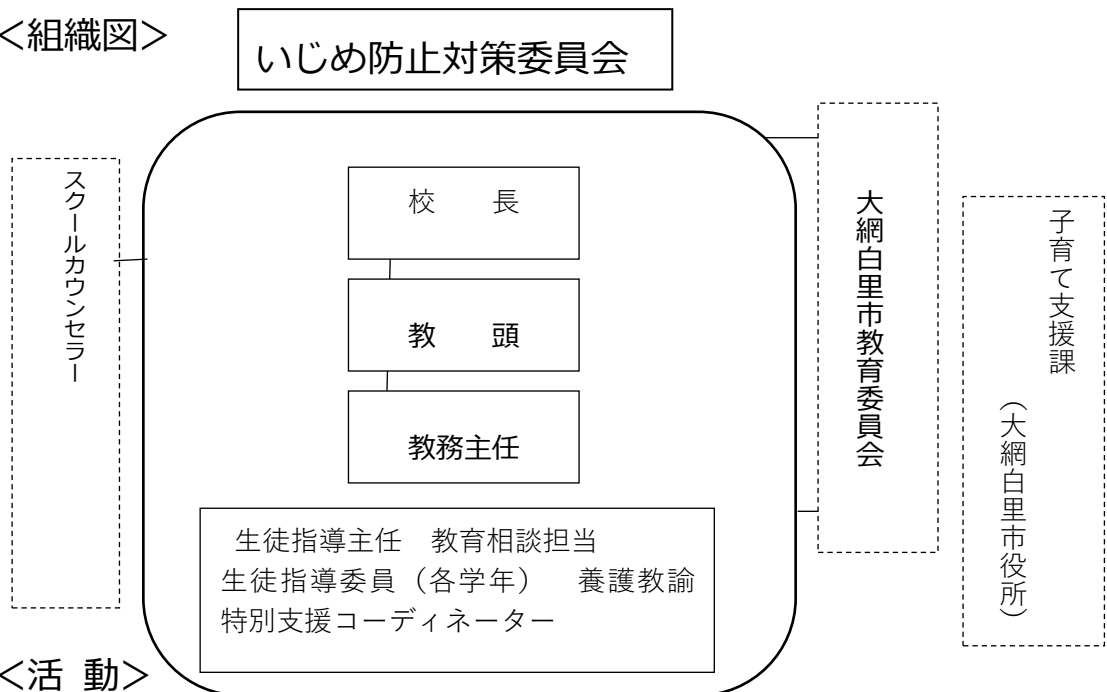 ＜組織図＞
いじめ防止対策委員会
スクールカウンセラー
校　　長
教　　頭
教務主任
生徒指導主任　教育相談担当
生徒指導委員（各学年）　養護教諭
特別支援コーディネーター
大網白里市教育委員会
子育て支援課
（大網白里市役所）
＜活 動＞